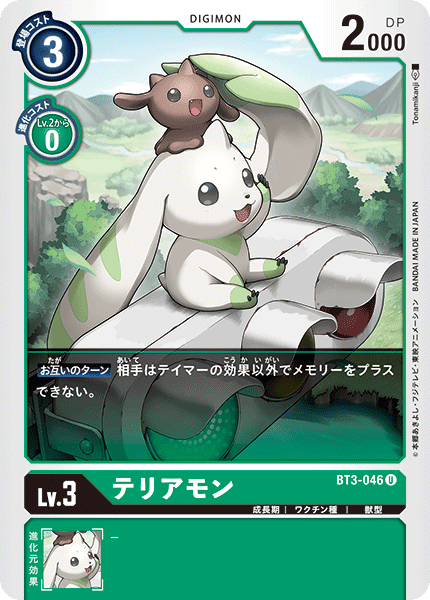 登場コスト
3
DIGIMON
DP
2000
進化コスト
Lv.2から
0
Tonamikanji
BANDAI MADE IN JAPAN
© 本郷あきよし・フジテレビ・東映アニメーション
お互いのターン 相手はテイマーの効果以外でメモリーをプラス
できない。
BT3-046 U
Lv.3 テリアモン
成長期 | ワクチン種 | 獣型
進化元効果
–